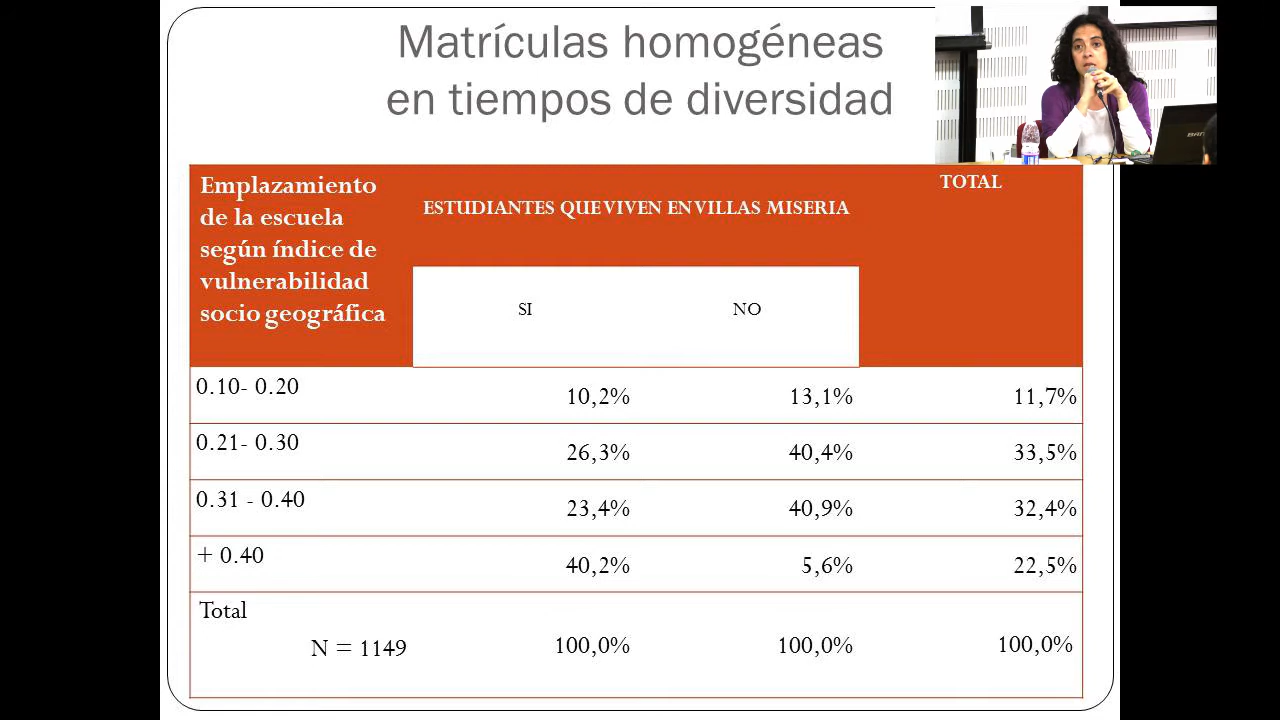 Matrículas homogéneas
en tiempos de diversidad
Emplazamiento
de la escuela
según índice de
vulnerabilidad
socio geográfica
ESTUDIANTES QUE VIVEN EN VILLAS MISERIA
TOTAL
SI NO
0.10- 0.20 10,2% 13,1% 11,7%
0.21- 0.30 26,3% 40,4% 33,5%
0.31 - 0.40 23,4% 40,9% 32,4%
+ 0.40 40,2% 5,6% 22,5%
Total
N = 1149 100,0% 100,0% 100,0%